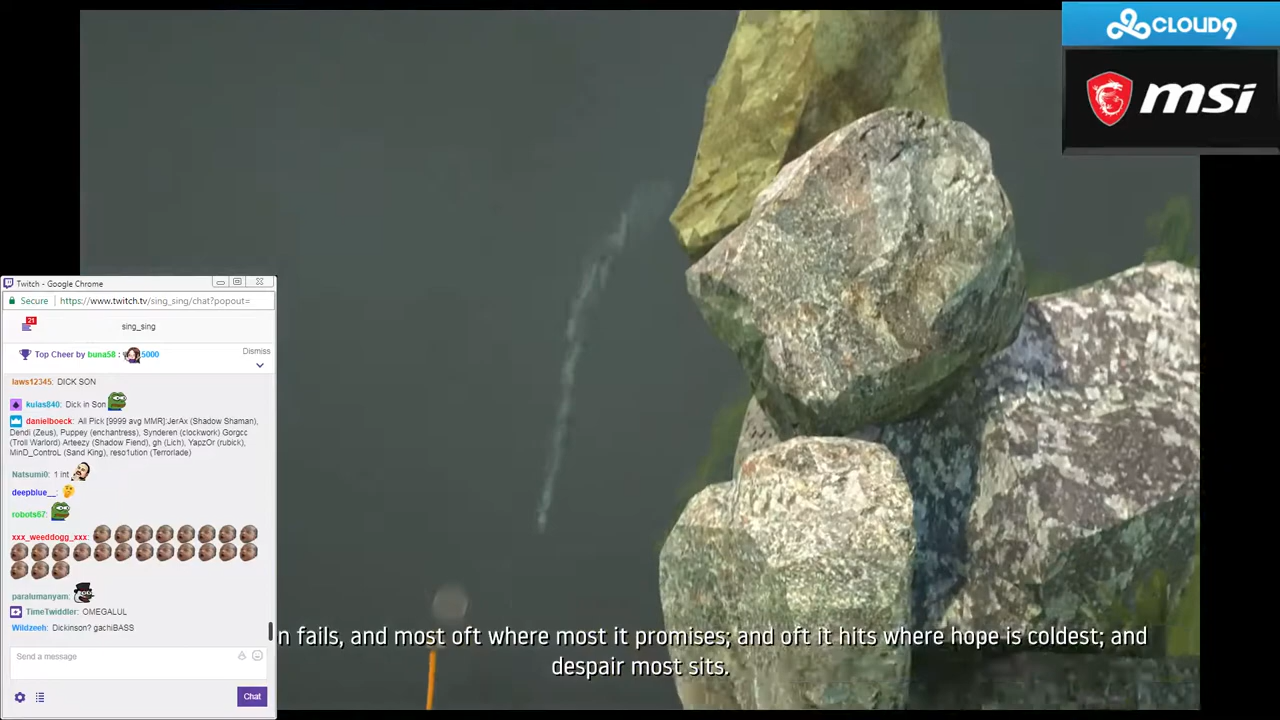 CLOUD9
msi
Twitch - Google Chrome
Secure https://www.twitch.tv/sing_sing/chat?popout=
21
sing_sing
Top Cheer by buna58 : 5000
Dismiss
laws12345: DICK SON
kulas840: Dick in Son
danielboeck: All Pick [9999 avg MMR]:JerAx (Shadow Shaman),
Dendi (Zeus), Puppey (enchantress), Synderen (clockwork) Gorgcc
(Troll Warlord) Arteezy (Shadow Fiend), gh (Lich), YapzOr (rubick),
MinD_ControL (Sand King), reso1ution (Terrorlade)
Natsumi0: 1 int
deepblue__:
robots67:
xxx_weeddogg_xxx:
paralumanyam:
TimeTwiddler: OMEGALUL
Wildzeeh: Dickinson? gachiBASS
Send a message
Chat
n fails, and most oft where most it promises; and oft it hits where hope is coldest; and
despair most sits.